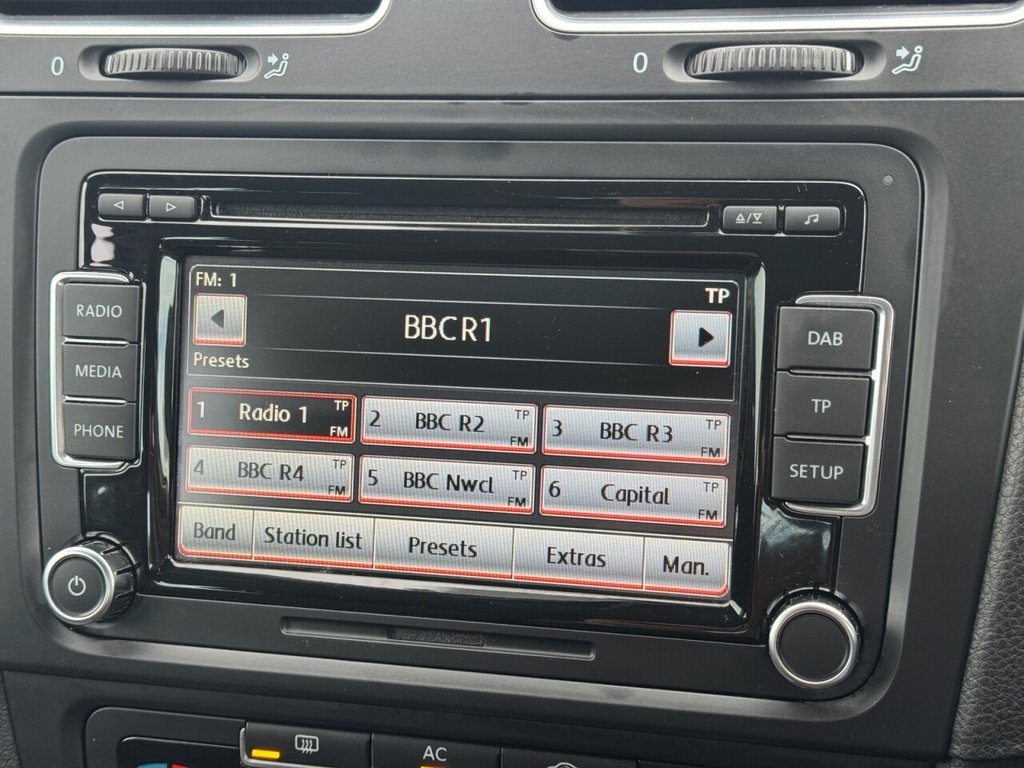 0
0
RADIO
MEDIA
PHONE
FM: 1
TP
BBC R1
Presets
1 Radio 1 TP FM
2 BBC R2 TP FM
3 BBC R3 TP FM
4 BBC R4 TP FM
5 BBC Nwcl TP FM
6 Capital TP FM
Band Station list Presets Extras Man.
DAB
TP
SETUP
AC